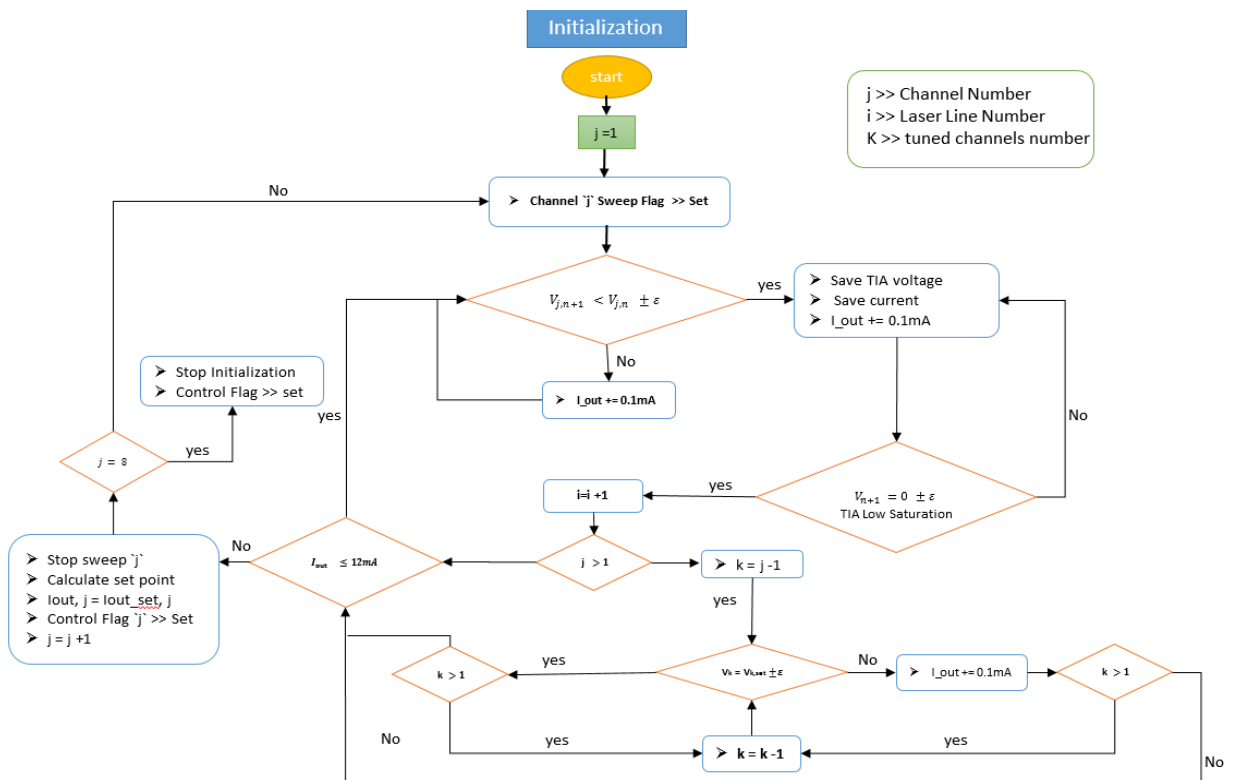 Initialization
start
j =1
j >> Channel Number
i >> Laser Line Number
K >> tuned channels number
No
➤ Channel `j` Sweep Flag >> Set
V_{j,n+1} < V_{j,n} ± ε
yes
➤ Save TIA voltage
➤ Save current
➤ I_out += 0.1mA
No
➤ I_out += 0.1mA
➤ Stop Initialization
➤ Control Flag >> set
yes
No
j = 8
yes
V_{n+1} = 0 ± ε
TIA Low Saturation
yes
i=i +1
➤ Stop sweep `j`
➤ Calculate set point
➤ Iout, j = Iout_set, j
➤ Control Flag `j` >> Set
➤ j = j +1
No
I_{out} ≤ 12mA
j > 1
➤ k = j -1
yes
k > 1
yes
V_k = V_{k,set} ± ε
No
➤ I_out += 0.1mA
k > 1
No
yes
➤ k = k -1
yes
No